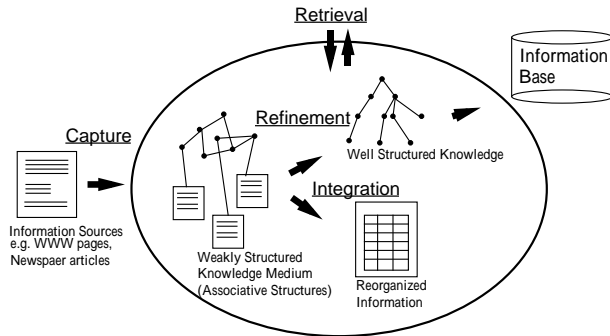 Retrieval
Information
Base
Refinement
Capture
Well Structured Knowledge
Integration
Information Sources
e.g. WWW pages,
Newspaer articles
Weakly Structured
Knowledge Medium
(Associative Structures)
Reorganized
Information